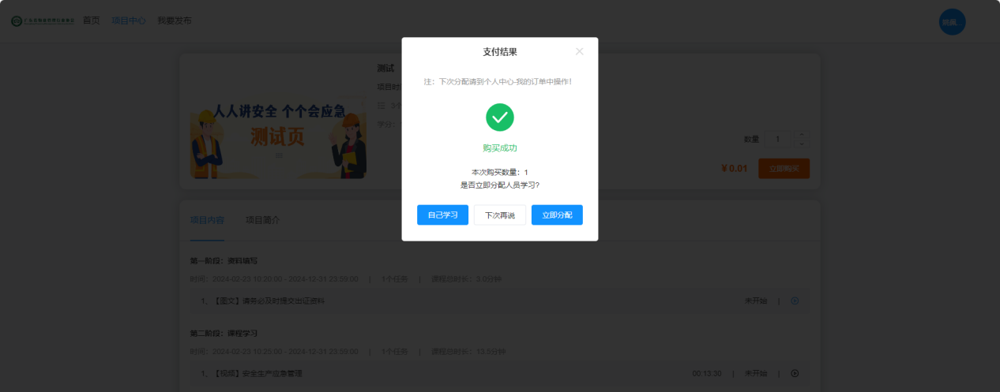 首页 项目中心 我要发布
支付结果
注：下次分配请到个人中心-我的订单中操作！
购买成功
本次购买数量：1
是否立即分配人员学习？
自己学习 下次再说 立即分配
测试
项目时
3个
学分：
人人讲安全 个个会应急
测试页
数量 1
￥0.01 立即购买
项目内容 项目简介
第一阶段：资料填写
时间：2024-02-23 10:20:00 - 2024-12-31 23:59:00 | 1个任务 | 课程总时长：3.0分钟
1、【图文】请务必及时提交出证资料 未开始 |
第二阶段：课程学习
时间：2024-02-23 10:25:00 - 2024-12-31 23:59:00 | 1个任务 | 课程总时长：13.5分钟
1、【视频】安全生产应急管理 00:13:30 | 未开始 |